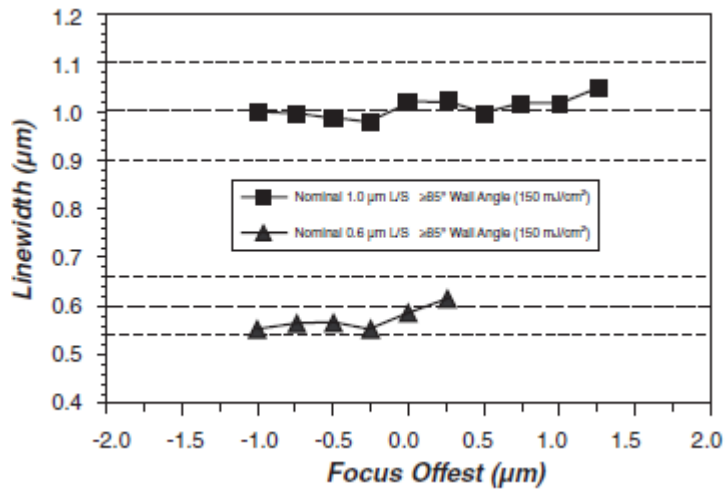 Linewidth (µm)
1.2
1.1
1.0
0.9
0.8
0.7
0.6
0.5
0.4
Nominal 1.0 µm L/S >85° Wall Angle (150 mJ/cm²)
Nominal 0.6 µm L/S >85° Wall Angle (150 mJ/cm²)
-2.0 -1.5 -1.0 -0.5 0.0 0.5 1.0 1.5 2.0
Focus Offest (µm)